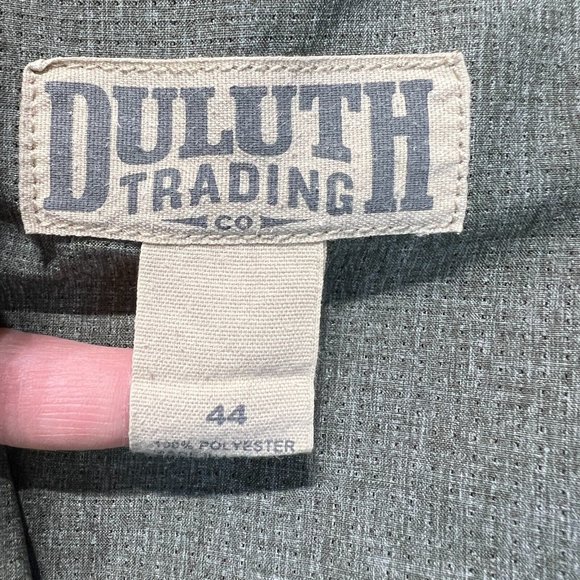 DULUTH
TRADING
CO
44
100% POLYESTER